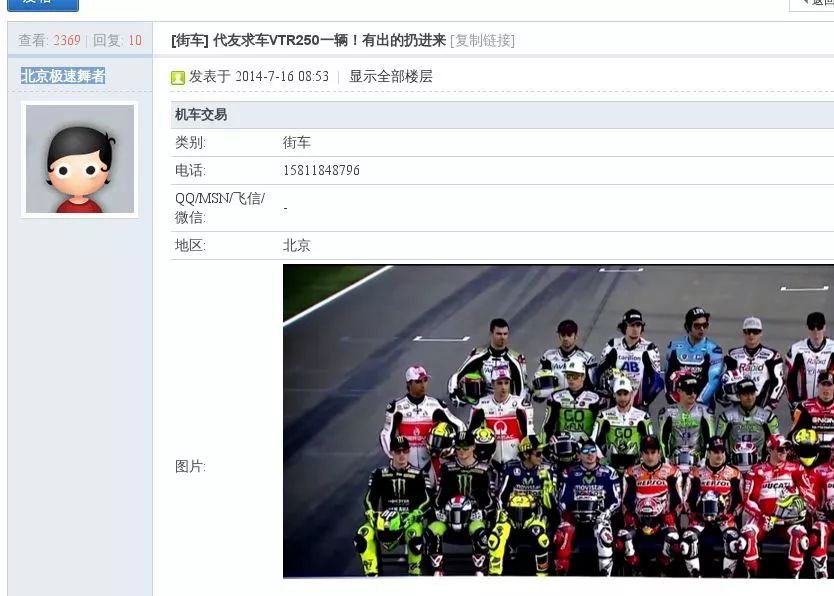 查看: 2369 | 回复: 10
[街车] 代友求车VTR250一辆！有出的扔进来 [复制链接]
北京极速舞者
发表于 2014-7-16 08:53 | 显示全部楼层
机车交易
类别: 街车
电话: 15811848796
QQ/MSN/飞信/
微信: -
地区: 北京
图片: